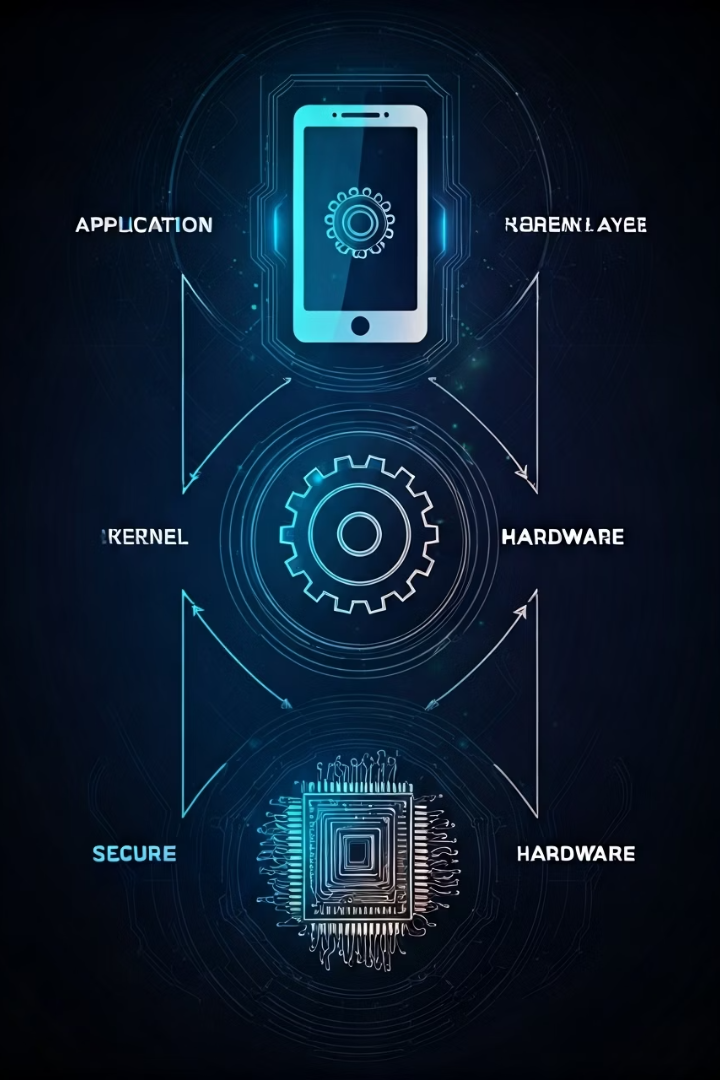 APPLICATION
KERNEL
HARDWARE
SECURE
HARDWARE